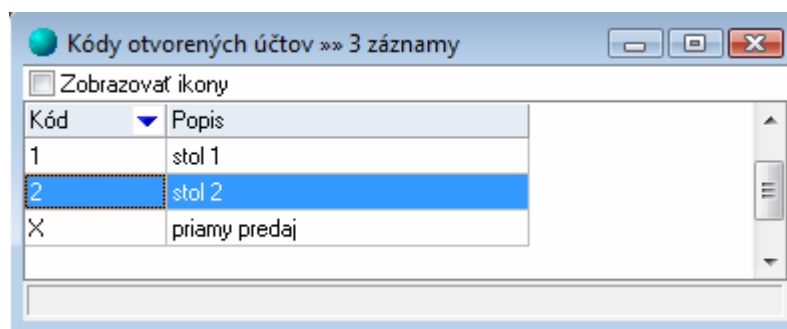 Kódy otvorených účtov »» 3 záznamy
Zobrazovať ikony
Kód Popis
1 stol 1
2 stol 2
X priamy predaj